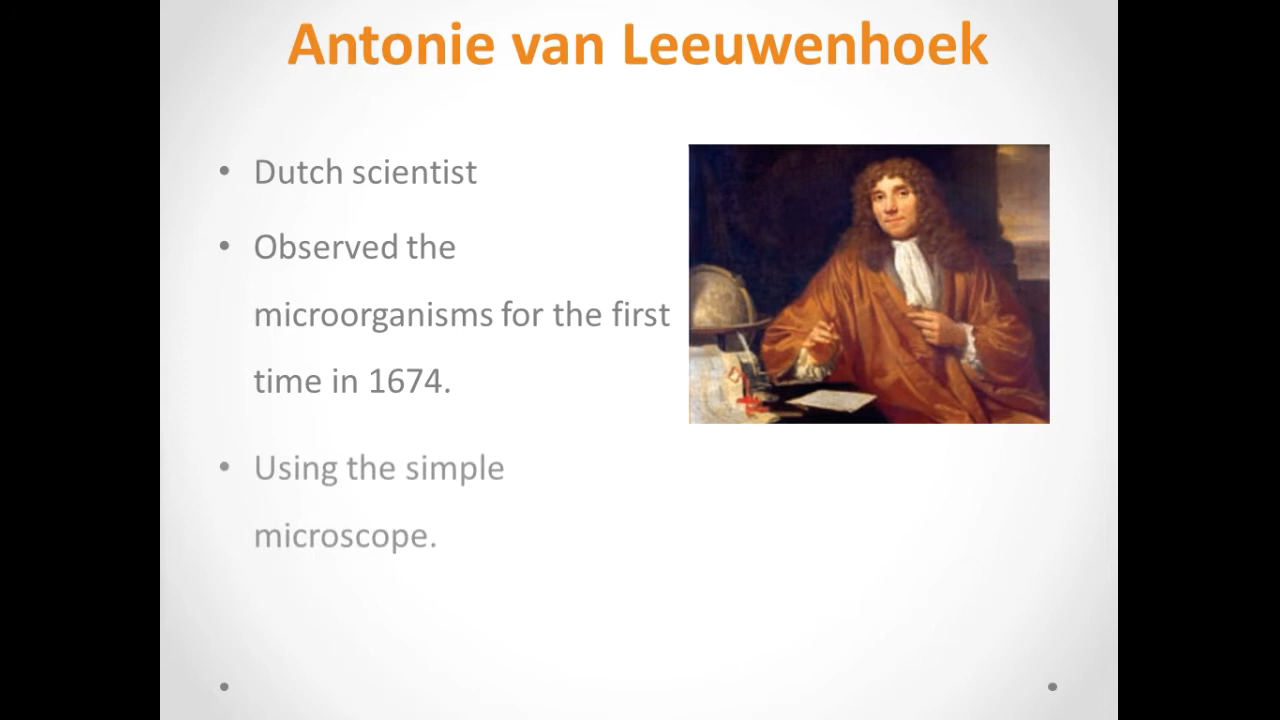 Antonie van Leeuwenhoek
• Dutch scientist
• Observed the
microorganisms for the first
time in 1674.
• Using the simple
microscope.